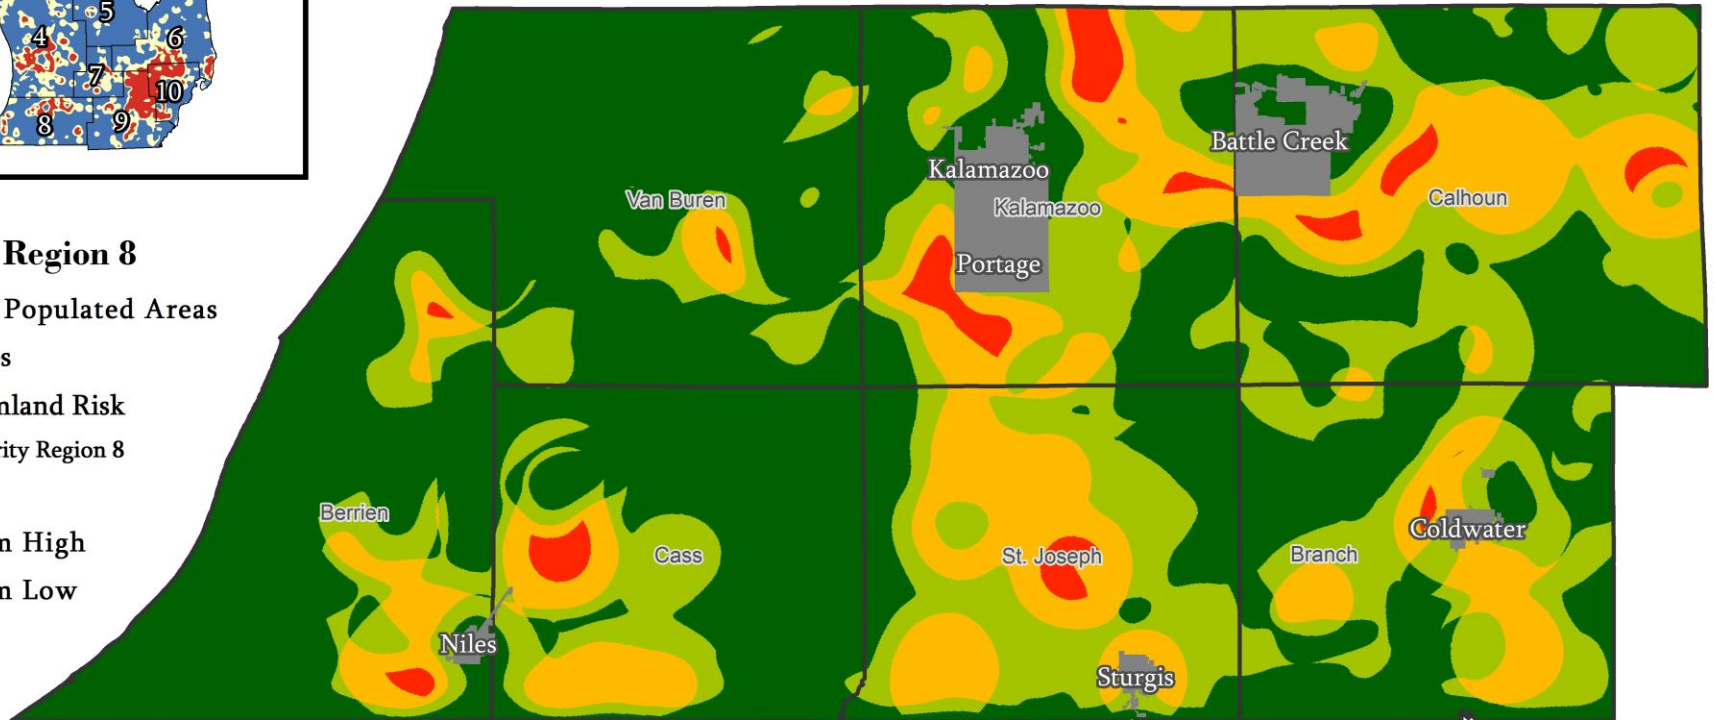 5
4
6
7
10
8
9
Region 8
Populated Areas
s
nland Risk
rity Region 8
n High
n Low
Battle Creek
Kalamazoo
Van Buren
Calhoun
Kalamazoo
Portage
Berrien
Coldwater
Cass
St. Joseph
Branch
Niles
Sturgis